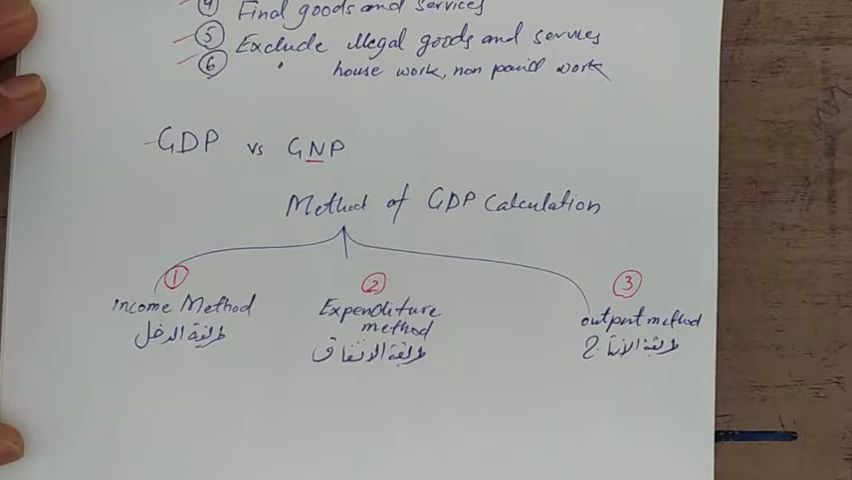 4 Final goods and services
5 Exclude illegal goods and services
6 house work, non paid work
GDP vs GNP
Method of GDP Calculation
1
income Method
طريقة الدخل
2
Expenditure
method
طريقة الانفاق
3
output method
طريقة الانتاج